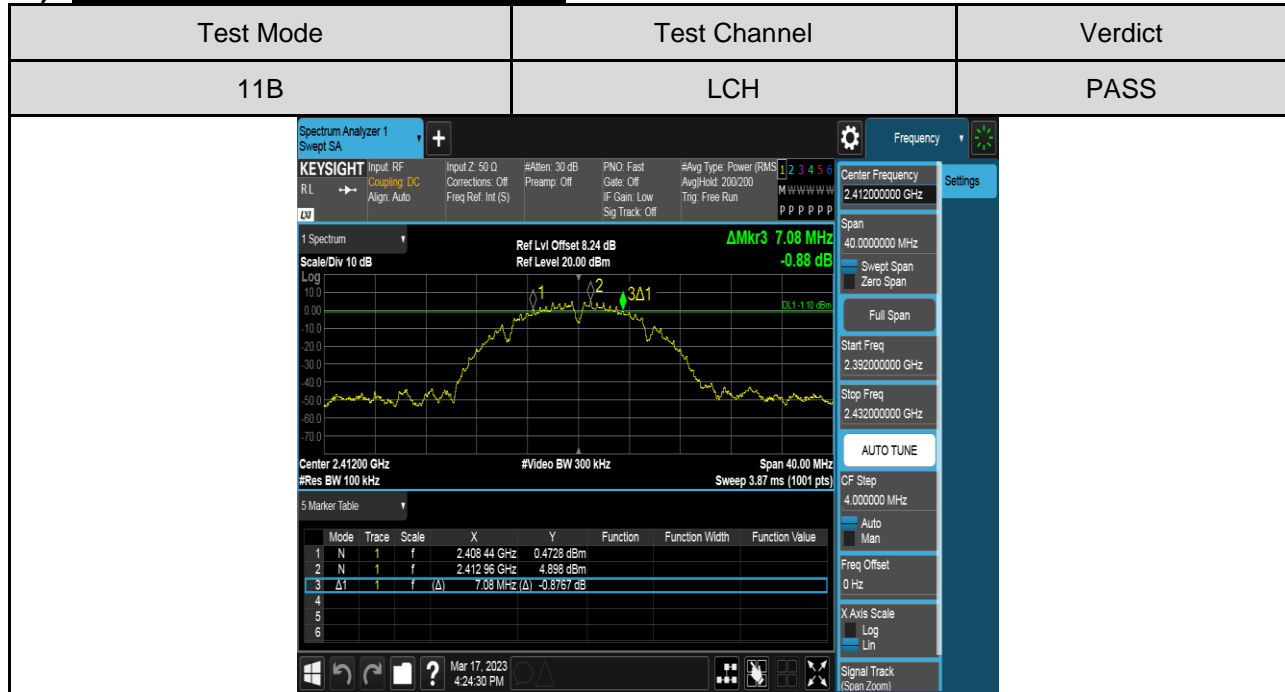 )
Test Mode Test Channel Verdict
11B LCH PASS
Spectrum Analyzer 1
Swept SA
+
Frequency
KEYSIGHT
RL
LXI
Input: RF
Coupling: DC
Align: Auto
Input Z: 50 Ω
Corrections: Off
Freq Ref: Int (S)
#Atten: 30 dB
Preamp: Off
PNO: Fast
Gate: Off
IF Gain: Low
Sig Track: Off
#Avg Type: Power (RMS
Avg|Hold: 200/200
Trig: Free Run
1 2 3 4 5 6
M W W W W W
P P P P P P
Center Frequency
2.412000000 GHz
Settings
1 Spectrum
Scale/Div 10 dB
Ref Lvl Offset 8.24 dB
Ref Level 20.00 dBm
ΔMkr3 7.08 MHz
-0.88 dB
Log
10.0
0.00
-10.0
-20.0
-30.0
-40.0
-50.0
-60.0
-70.0
1
2
3Δ1
DL1 -1.10 dBm
Center 2.41200 GHz
#Res BW 100 kHz
#Video BW 300 kHz
Span 40.00 MHz
Sweep 3.87 ms (1001 pts)
Span
40.0000000 MHz
Swept Span
Zero Span
Full Span
Start Freq
2.392000000 GHz
Stop Freq
2.432000000 GHz
AUTO TUNE
CF Step
4.000000 MHz
Auto
Man
Freq Offset
0 Hz
X Axis Scale
Log
Lin
Signal Track
(Span Zoom)
5 Marker Table
Mode Trace Scale X Y Function Function Width Function Value
1 N 1 f 2.408 44 GHz 0.4728 dBm
2 N 1 f 2.412 96 GHz 4.898 dBm
3 Δ1 1 f (Δ) 7.08 MHz (Δ) -0.8767 dB
4
5
6
?
Mar 17, 2023
4:24:30 PM